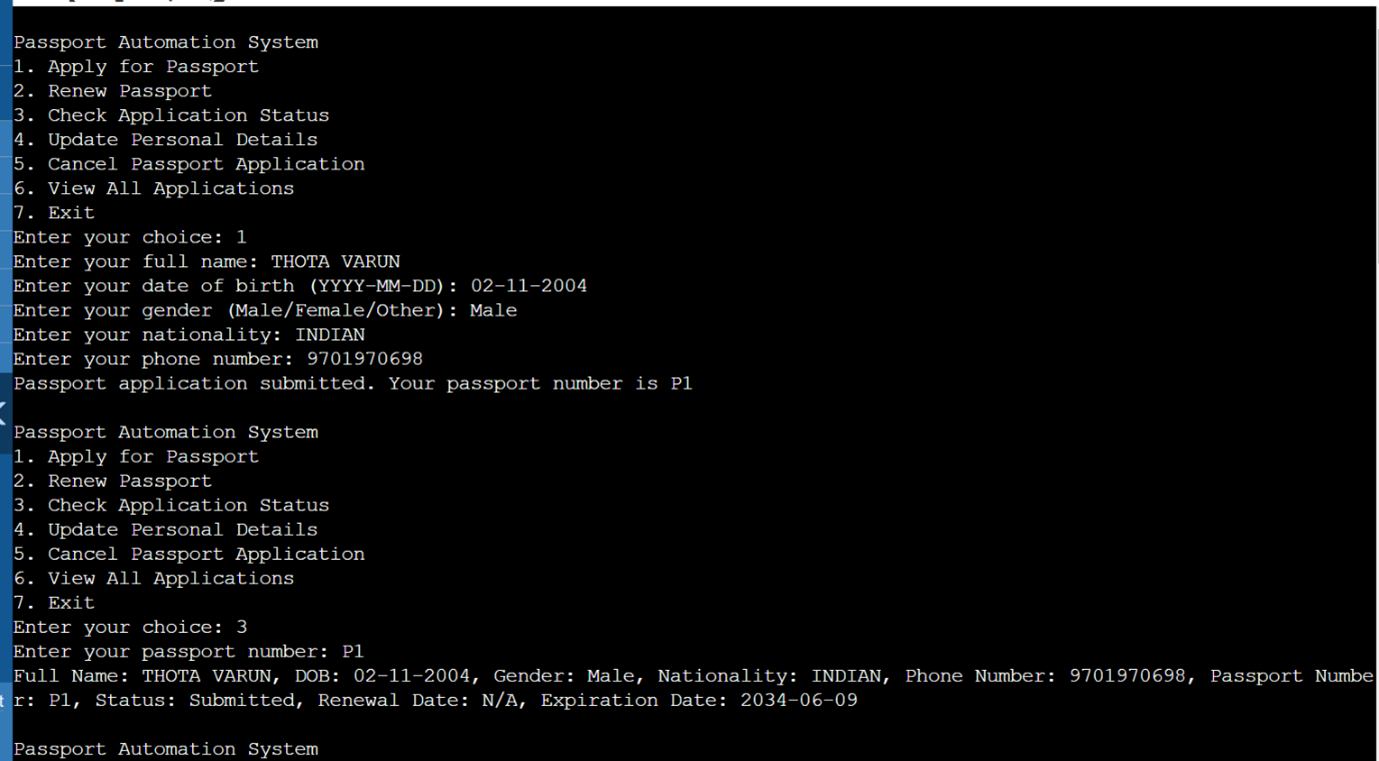 Passport Automation System
1. Apply for Passport
2. Renew Passport
3. Check Application Status
4. Update Personal Details
5. Cancel Passport Application
6. View All Applications
7. Exit
Enter your choice: 1
Enter your full name: THOTA VARUN
Enter your date of birth (YYYY-MM-DD): 02-11-2004
Enter your gender (Male/Female/Other): Male
Enter your nationality: INDIAN
Enter your phone number: 9701970698
Passport application submitted. Your passport number is P1
Passport Automation System
1. Apply for Passport
2. Renew Passport
3. Check Application Status
4. Update Personal Details
5. Cancel Passport Application
6. View All Applications
7. Exit
Enter your choice: 3
Enter your passport number: P1
Full Name: THOTA VARUN, DOB: 02-11-2004, Gender: Male, Nationality: INDIAN, Phone Number: 9701970698, Passport Numbe
r: P1, Status: Submitted, Renewal Date: N/A, Expiration Date: 2034-06-09
Passport Automation System